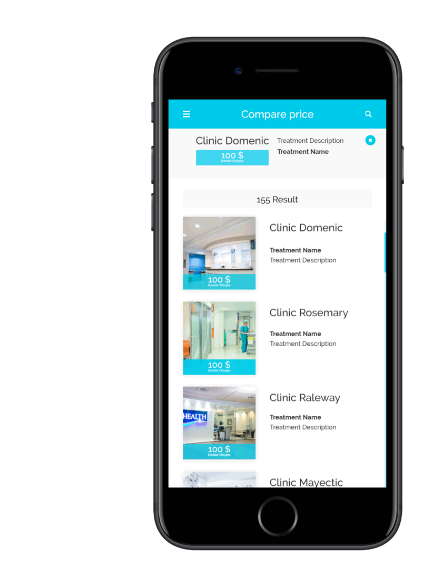 Compare price
Clinic Domenic
Treatment Description
100 $
Treatment Name
155 Result
Clinic Domenic
Treatment Name
Treatment Description
100 $
Clinic Rosemary
Treatment Name
Treatment Description
100 $
Clinic Raleway
HEALTH
Treatment Name
Treatment Description
100 $
Clinic Mayectic